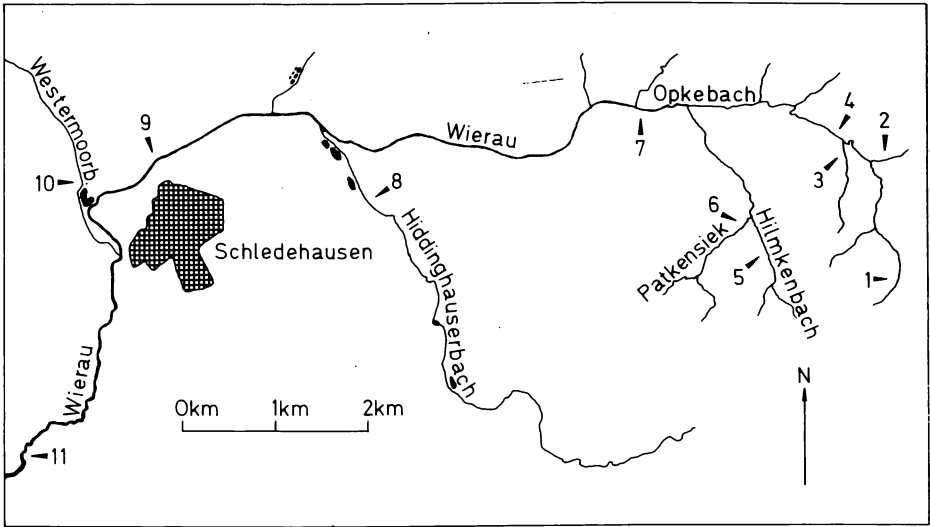 Westermoorb.
9
10
Schledehausen
Wierau
11
0km 1km 2km
Wierau
8
Hiddinghauserbach
7
Opkebach
4
2
3
1
6
Patkensiek
5
Hilmkenbach
N